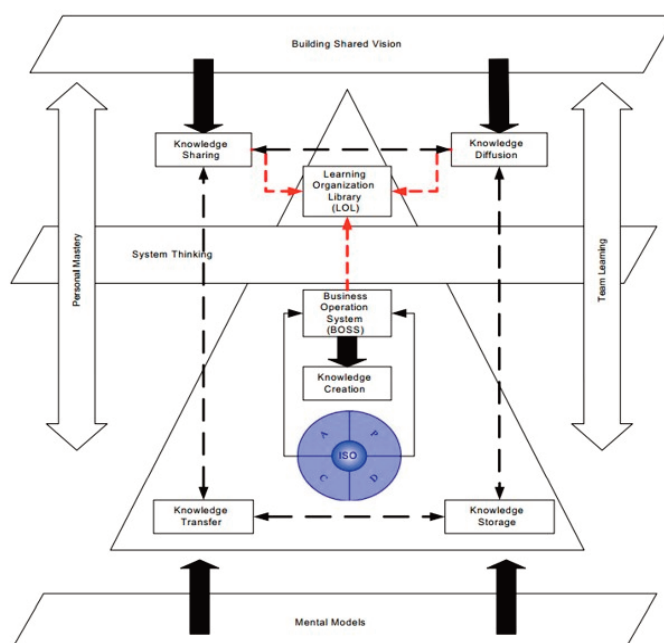 Building Shared Vision
Knowledge
Sharing
Knowledge
Diffusion
Learning
Organization
Library
(LOL)
System Thinking
Personal Mastery
Team Learning
Business
Operation
System
(BOSS)
Knowledge
Creation
A
P
ISO
C
D
Knowledge
Transfer
Knowledge
Storage
Mental Models